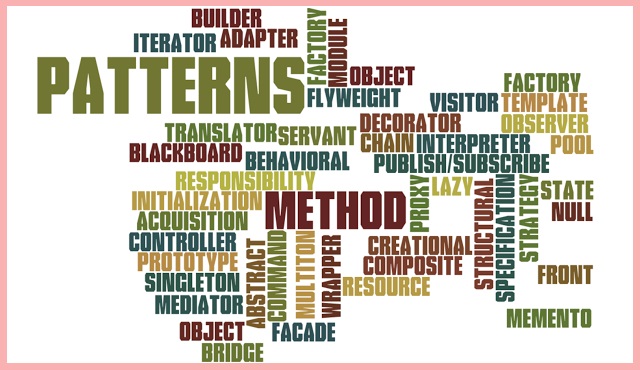 BUILDER
ITERATOR ADAPTER
FACTORY
MODULE
PATTERNS
OBJECT
FLYWEIGHT
FACTORY
VISITOR TEMPLATE
TRANSLATOR SERVANT
DECORATOR
OBSERVER
CHAIN INTERPRETER
POOL
BLACKBOARD
BEHAVIORAL
PUBLISH/SUBSCRIBE
RESPONSIBILITY
PROXY
LAZY
STRUCTURAL
SPECIFICATION
STRATEGY
STATE
INITIALIZATION
METHOD
NULL
ACQUISITION
CONTROLLER
ABSTRACT
COMMAND
MULTITON
WRAPPER
CREATIONAL
PROTOTYPE
COMPOSITE
SINGLETON
FRONT
RESOURCE
MEDIATOR
MEMENTO
OBJECT
FACADE
BRIDGE